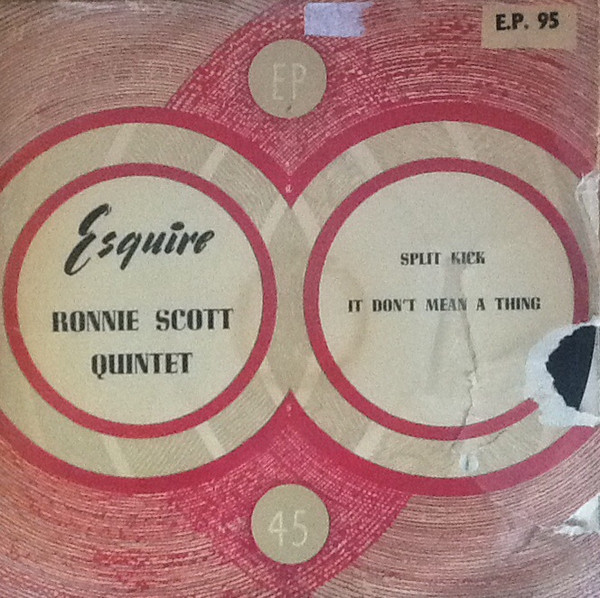 E.P. 95
EP
Esquire
RONNIE SCOTT
QUINTET
SPLIT KICK
IT DON'T MEAN A THING
45